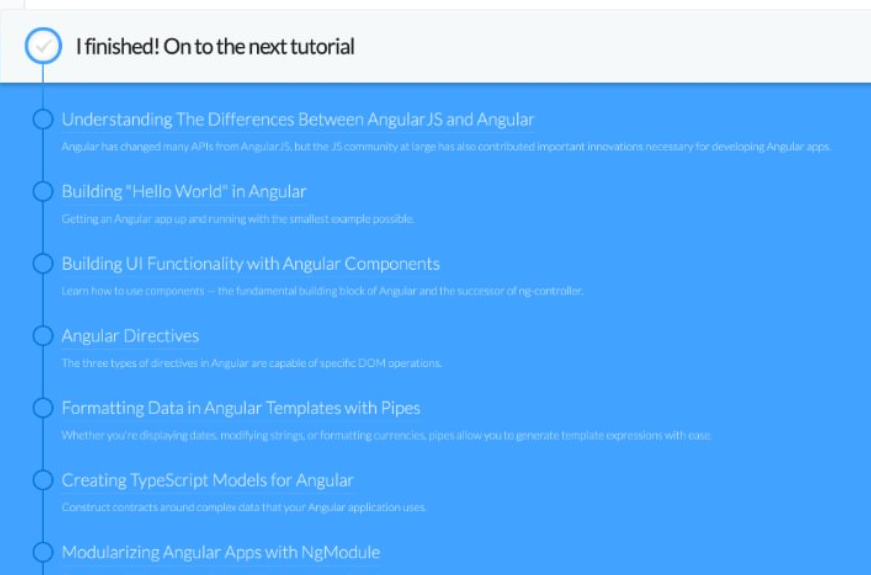 I finished! On to the next tutorial
Understanding The Differences Between AngularJS and Angular
Angular has changed many APIs from AngularJS, but the JS community at large has also contributed important innovations necessary for developing Angular apps.
Building "Hello World" in Angular
Getting an Angular app up and running with the smallest example possible.
Building UI Functionality with Angular Components
Learn how to use components — the fundamental building block of Angular and the successor of ng-controller.
Angular Directives
The three types of directives in Angular are capable of specific DOM operations.
Formatting Data in Angular Templates with Pipes
Whether you're displaying dates, modifying strings, or formatting currencies, pipes allow you to generate template expressions with ease.
Creating TypeScript Models for Angular
Construct contracts around complex data that your Angular application uses.
Modularizing Angular Apps with NgModule